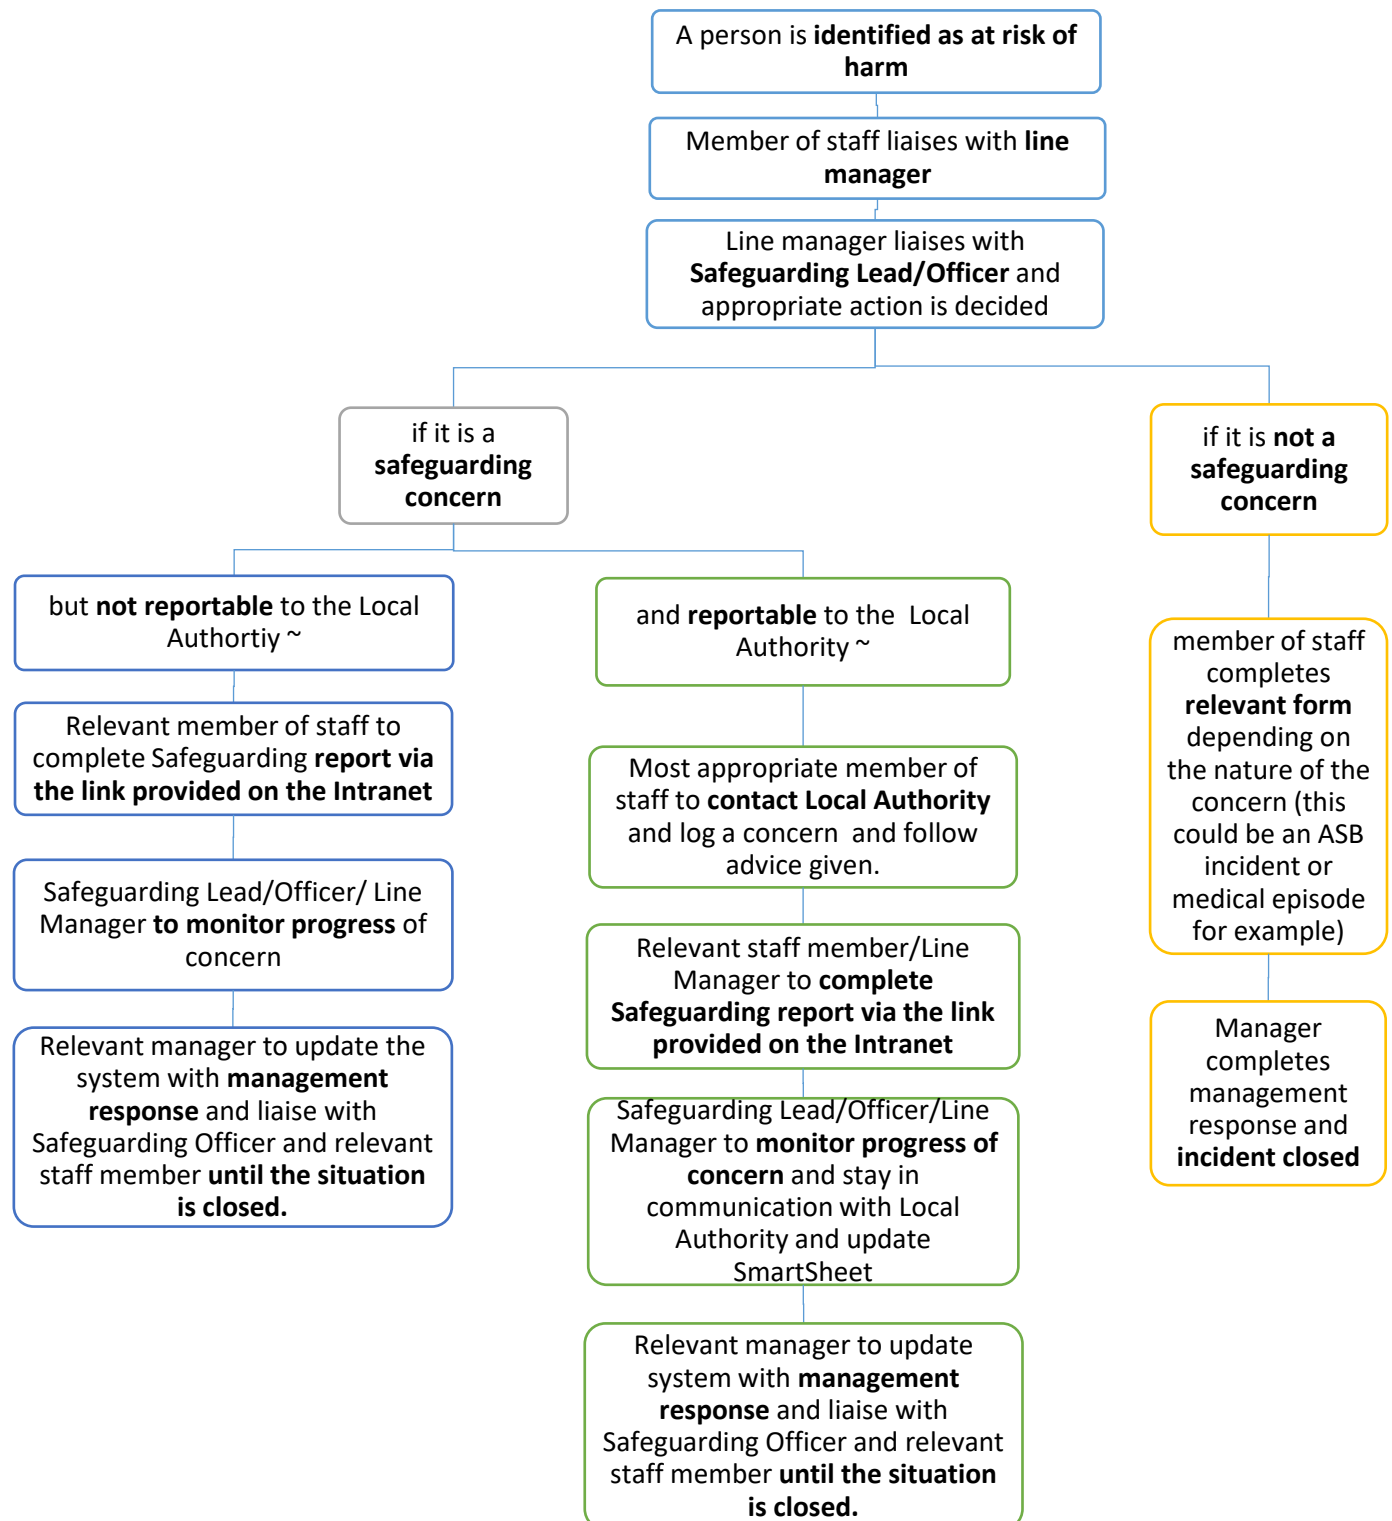 A person is identified as at risk of
harm
Member of staff liaises with line
manager
Line manager liaises with
Safeguarding Lead/Officer and
appropriate action is decided
if it is a
safeguarding
concern
but not reportable to the Local
Authortiy ~
Relevant member of staff to
complete Safeguarding report via
the link provided on the Intranet
Safeguarding Lead/Officer/ Line
Manager to monitor progress of
concern
Relevant manager to update the
system with management
response and liaise with
Safeguarding Officer and relevant
staff member until the situation
is closed.
and reportable to the  Local
Authority ~
Most appropriate member of
staff to contact Local Authority
and log a concern  and follow
advice given.
Relevant staff member/Line
Manager to complete
Safeguarding report via the link
provided on the Intranet
Safeguarding Lead/Officer/Line
Manager to monitor progress of
concern and stay in
communication with Local
Authority and update
SmartSheet
Relevant manager to update
system with management
response and liaise with
Safeguarding Officer and relevant
staff member until the situation
is closed.
if it is not a
safeguarding
concern
member of staff
completes
relevant form
depending on
the nature of the
concern (this
could be an ASB
incident or
medical episode
for example)
Manager
completes
management
response and
incident closed